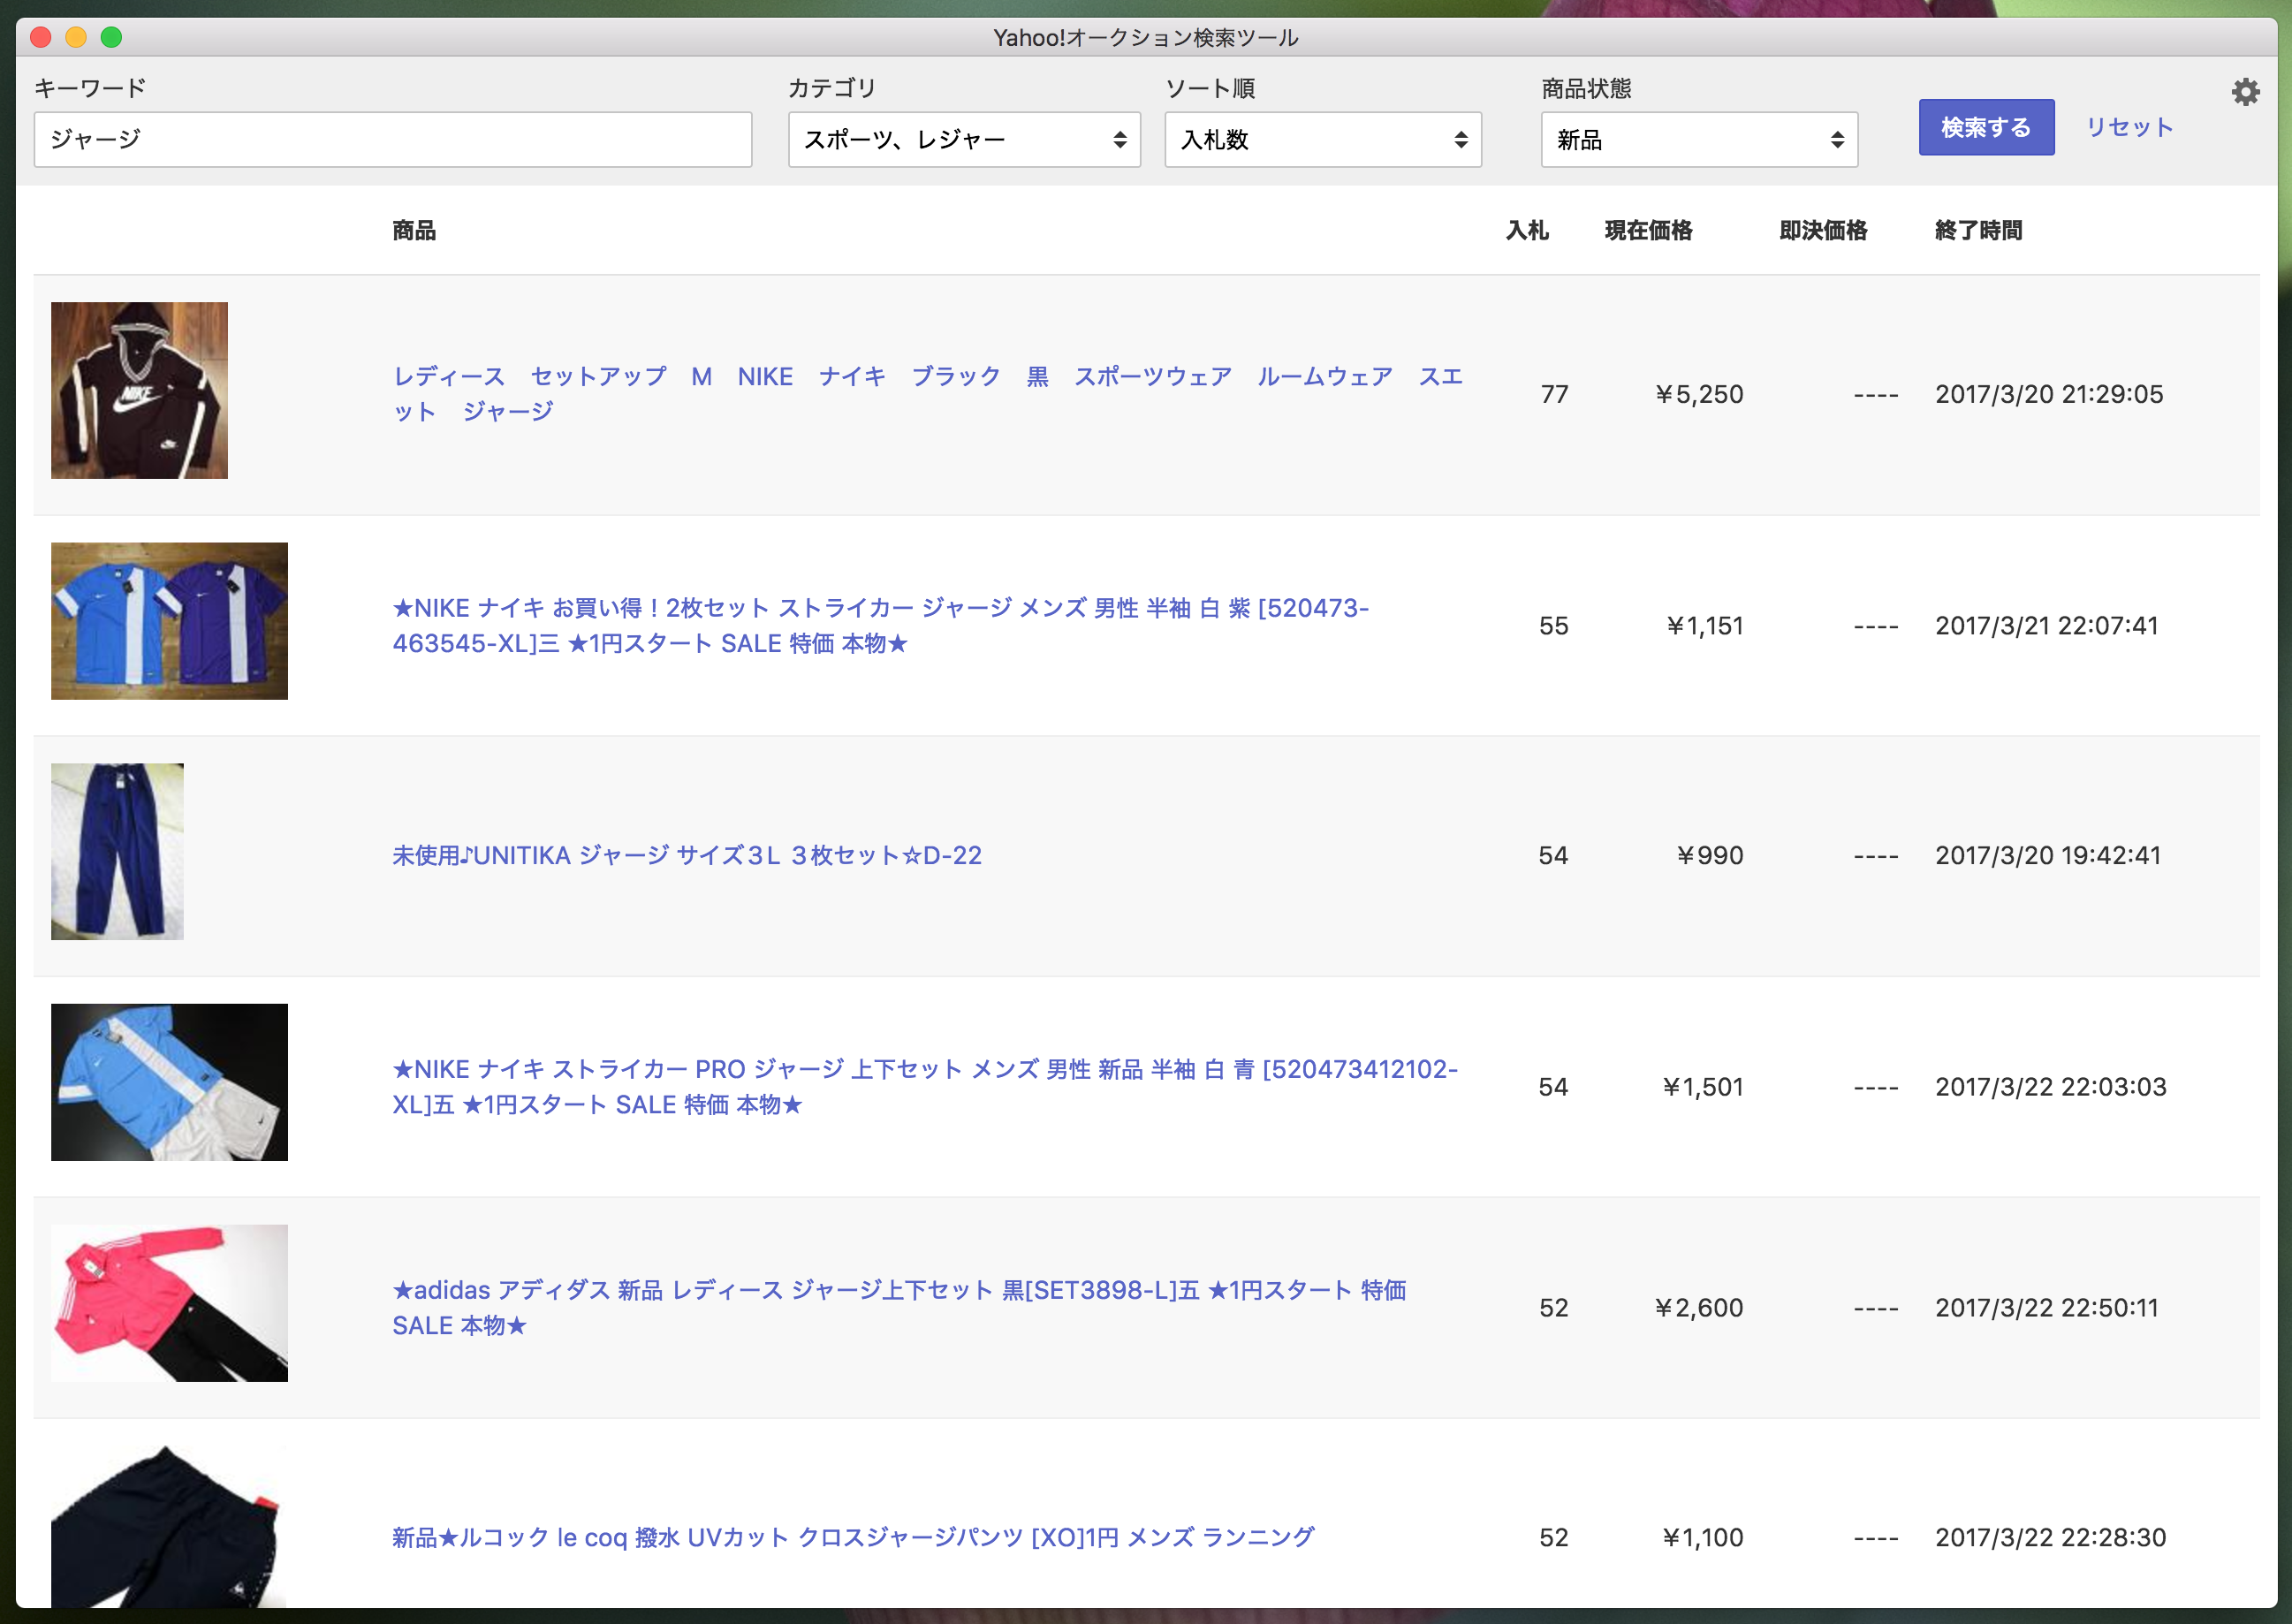 Yahoo!オークション検索ツール
キーワード
カテゴリ
ソート順
商品状態
ジャージ
スポーツ、レジャー
入札数
新品
検索する
リセット
商品
入札
現在価格
即決価格
終了時間
NIKE
レディース　セットアップ　M　NIKE　ナイキ　ブラック　黒　スポーツウェア　ルームウェア　スエ
ット　ジャージ
77
¥5,250
----
2017/3/20 21:29:05
★NIKE ナイキ お買い得！2枚セット ストライカー ジャージ メンズ 男性 半袖 白 紫 [520473-
463545-XL]三 ★1円スタート SALE 特価 本物★
55
¥1,151
----
2017/3/21 22:07:41
未使用♪UNITIKA ジャージ サイズ３L ３枚セット☆D-22
54
¥990
----
2017/3/20 19:42:41
★NIKE ナイキ ストライカー PRO ジャージ 上下セット メンズ 男性 新品 半袖 白 青 [520473412102-
XL]五 ★1円スタート SALE 特価 本物★
54
¥1,501
----
2017/3/22 22:03:03
★adidas アディダス 新品 レディース ジャージ上下セット 黒[SET3898-L]五 ★1円スタート 特価
SALE 本物★
52
¥2,600
----
2017/3/22 22:50:11
新品★ルコック le coq 撥水 UVカット クロスジャージパンツ [XO]1円 メンズ ランニング
52
¥1,100
----
2017/3/22 22:28:30